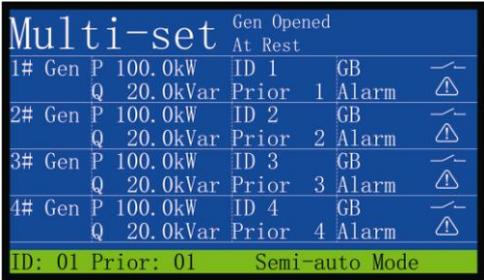 Multi-set Gen Opened
At Rest
1# Gen P 100.0kW ID 1 GB
Q 20.0kVar Prior 1 Alarm
2# Gen P 100.0kW ID 2 GB
Q 20.0kVar Prior 2 Alarm
3# Gen P 100.0kW ID 3 GB
Q 20.0kVar Prior 3 Alarm
4# Gen P 100.0kW ID 4 GB
Q 20.0kVar Prior 4 Alarm
ID: 01 Prior: 01 Semi-auto Mode